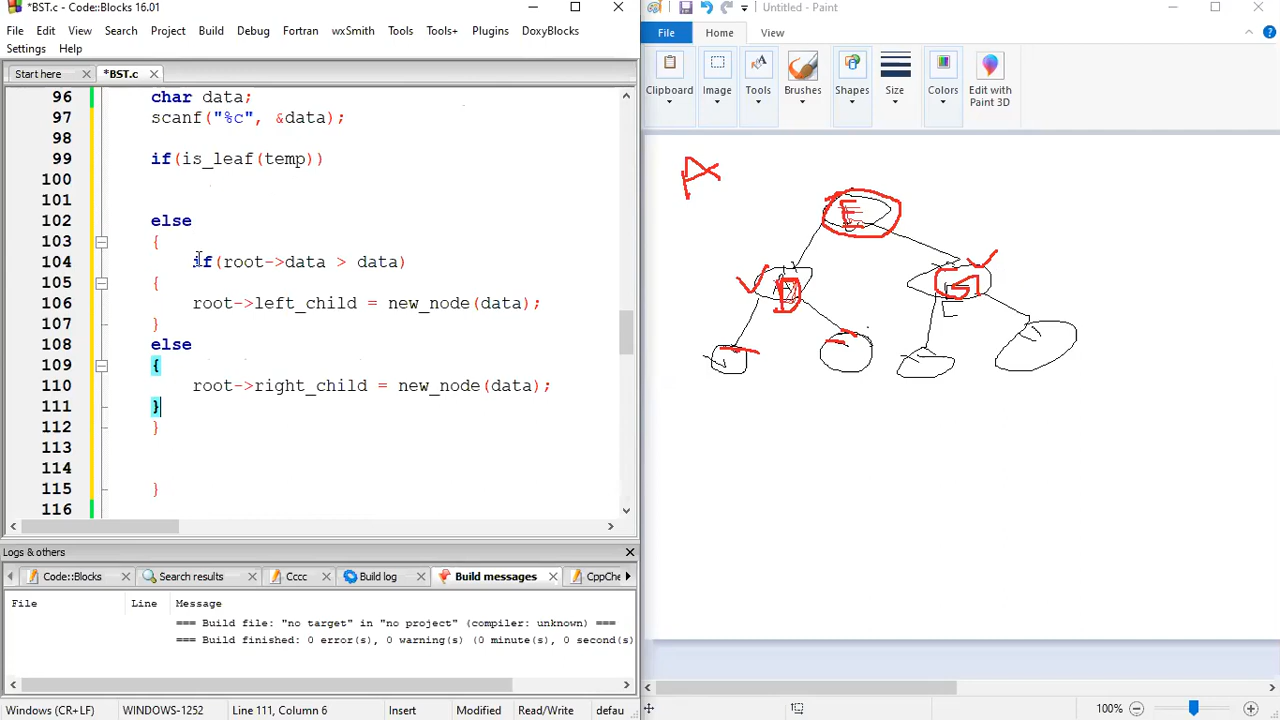 *BST.c - Code::Blocks 16.01
File Edit View Search Project Build Debug Fortran wxSmith Tools Tools+ Plugins DoxyBlocks
Settings Help
Start here *BST.c
96 char data;
97 scanf("%c", &data);
98
99 if(is_leaf(temp))
100
101
102 else
103 {
104 if(root->data > data)
105 {
106 root->left_child = new_node(data);
107 }
108 else
109 {
110 root->right_child = new_node(data);
111 }
112 }
113
114
115 }
116
Logs & others
Code::Blocks Search results Cccc Build log Build messages CppChe
File Line Message
=== Build file: "no target" in "no project" (compiler: unknown) ===
=== Build finished: 0 error(s), 0 warning(s) (0 minute(s), 0 second(s)
Windows (CR+LF) WINDOWS-1252 Line 111, Column 6 Insert Modified Read/Write defau
Untitled - Paint
File Home View
Clipboard Image Tools Brushes Shapes Size Colors Edit with
Paint 3D
A
E
D G
100%